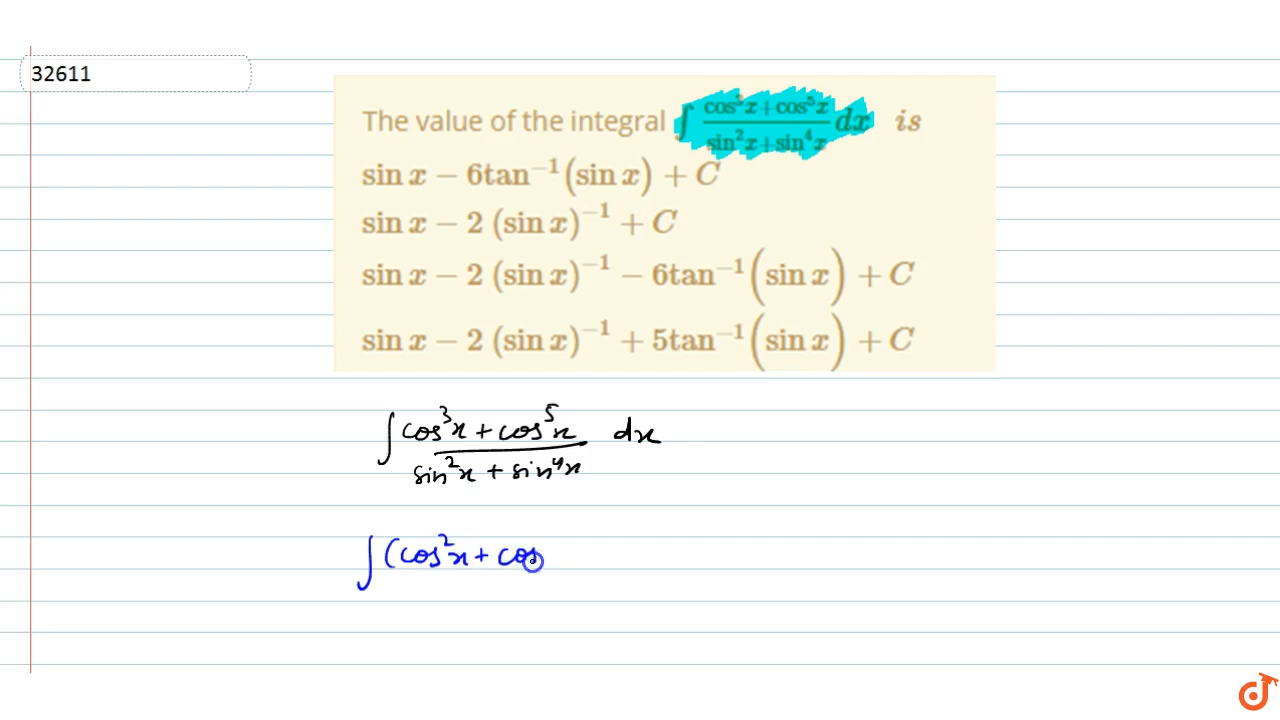 32611
The value of the integral ∫ (cos³x + cos⁵x)/(sin²x + sin⁴x) dx is
sin x − 6tan⁻¹(sin x) + C
sin x − 2 (sin x)⁻¹ + C
sin x − 2 (sin x)⁻¹ − 6tan⁻¹(sin x) + C
sin x − 2 (sin x)⁻¹ + 5tan⁻¹(sin x) + C
∫ (cos³x + cos⁵x)/(sin²x + sin⁴x) dx
∫ (cos²x + cos